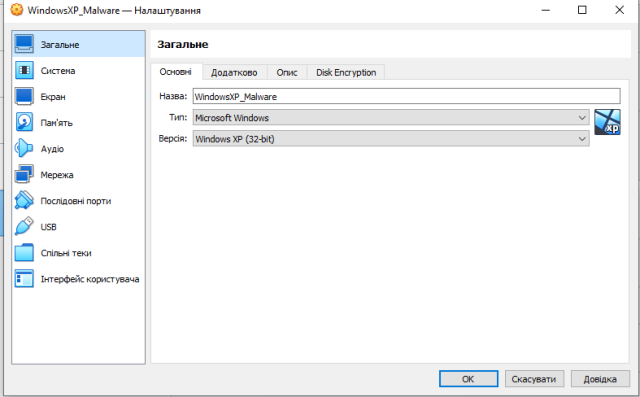 WindowsXP_Malware — Налаштування
Загальне
Система
Екран
Пам'ять
Аудіо
Мережа
Послідовні порти
USB
Спільні теки
Інтерфейс користувача
Загальне
Основні Додатково Опис Disk Encryption
Назва: WindowsXP_Malware
Тип: Microsoft Windows
Версія: Windows XP (32-bit)
xp
OK Скасувати Довідка